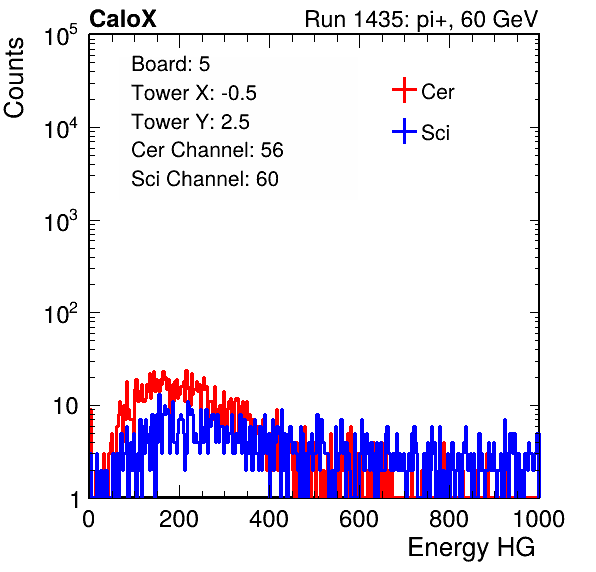 CaloX Run 1435: pi+, 60 GeV
Counts
10^5
10^4
10^3
10^2
10
1
Board: 5
Tower X: -0.5
Tower Y: 2.5
Cer Channel: 56
Sci Channel: 60
Cer
Sci
0 200 400 600 800 1000
Energy HG